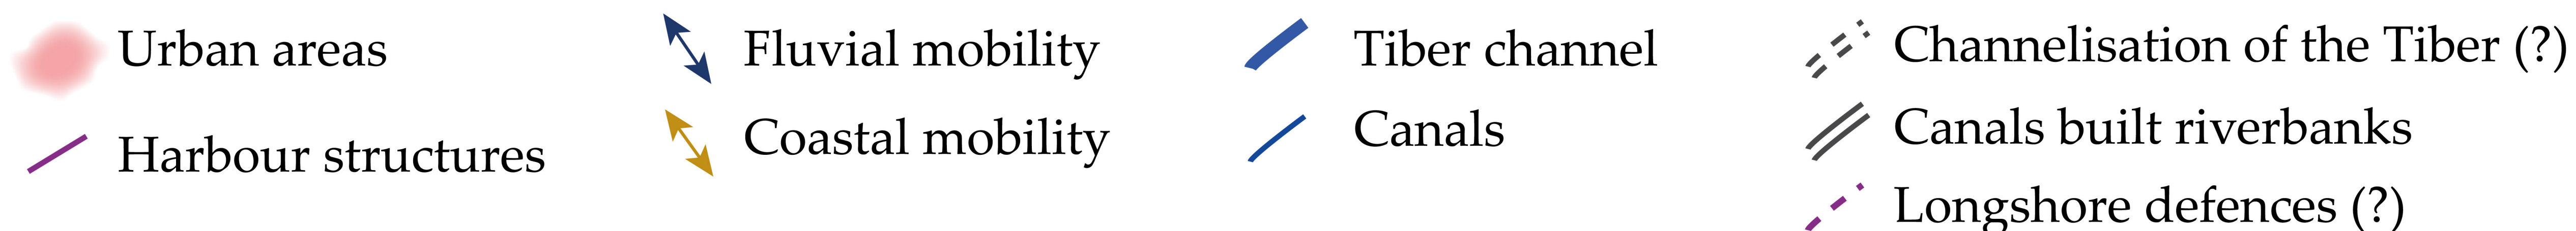 Urban areas
Harbour structures
Fluvial mobility
Coastal mobility
Tiber channel
Canals
Channelisation of the Tiber (?)
Canals built riverbanks
Longshore defences (?)